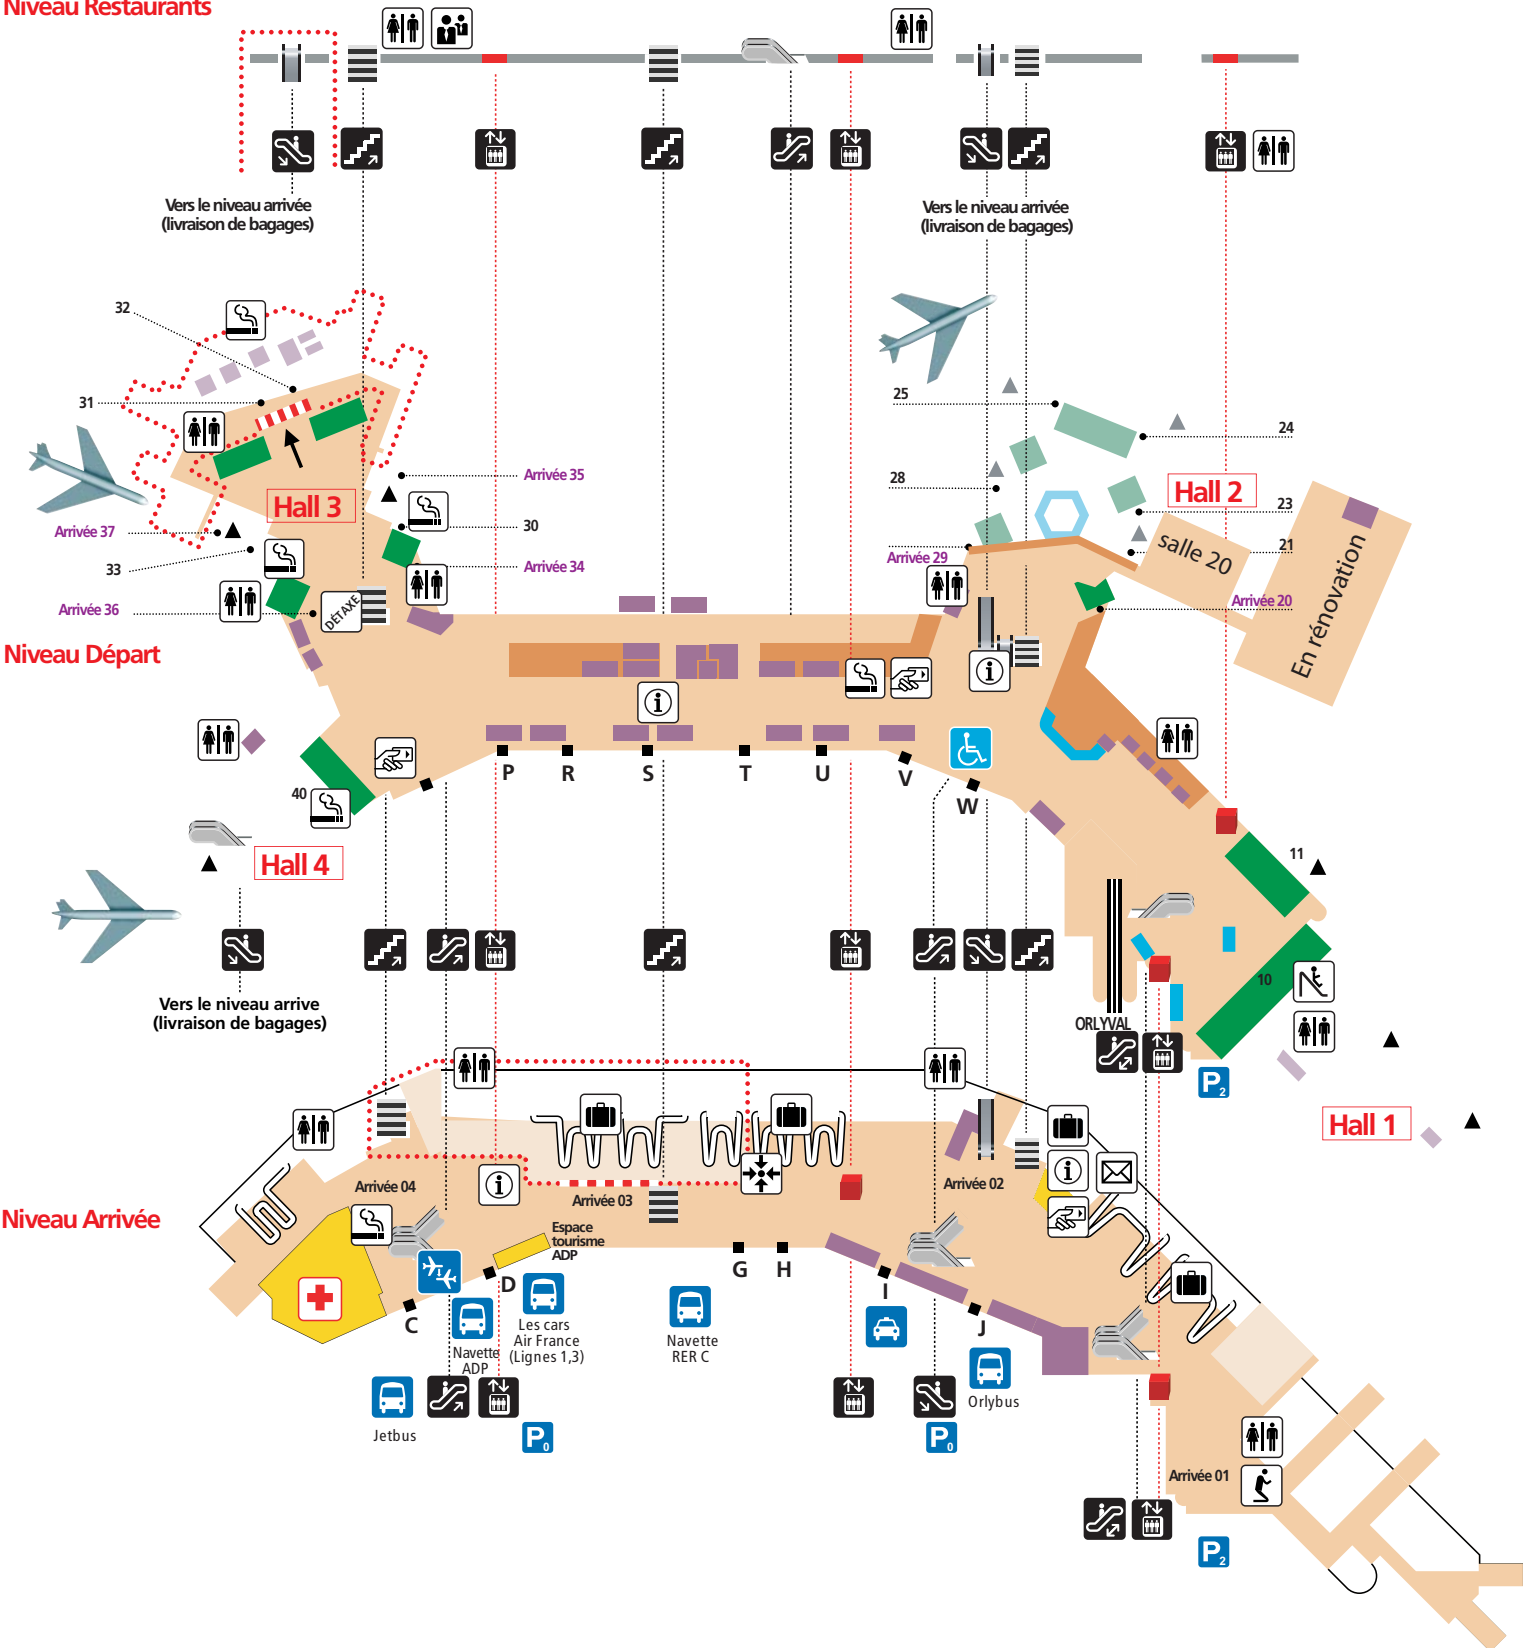 Niveau Restaurants
Vers le niveau arrivée
(livraison de bagages)
Vers le niveau arrivée
(livraison de bagages)
32
31
25
24
Arrivée 35
28
Hall 2
Hall 3
23
30
Arrivée 37
salle 20
21
Arrivée 29
33
Arrivée 34
Arrivée 36
DÉTAXE
Arrivée 20
En rénovation
Niveau Départ
i
i
P
R
S
T
U
V
W
40
Hall 4
11
10
Vers le niveau arrive
(livraison de bagages)
ORLYVAL
P2
Hall 1
Arrivée 04
i
Arrivée 03
Arrivée 02
i
Niveau Arrivée
Espace
tourisme
ADP
G
H
D
I
C
J
Les cars
Air France
(Lignes 1,3)
Navette
ADP
Navette
RER C
Orlybus
Jetbus
P0
P0
Arrivée 01
P2